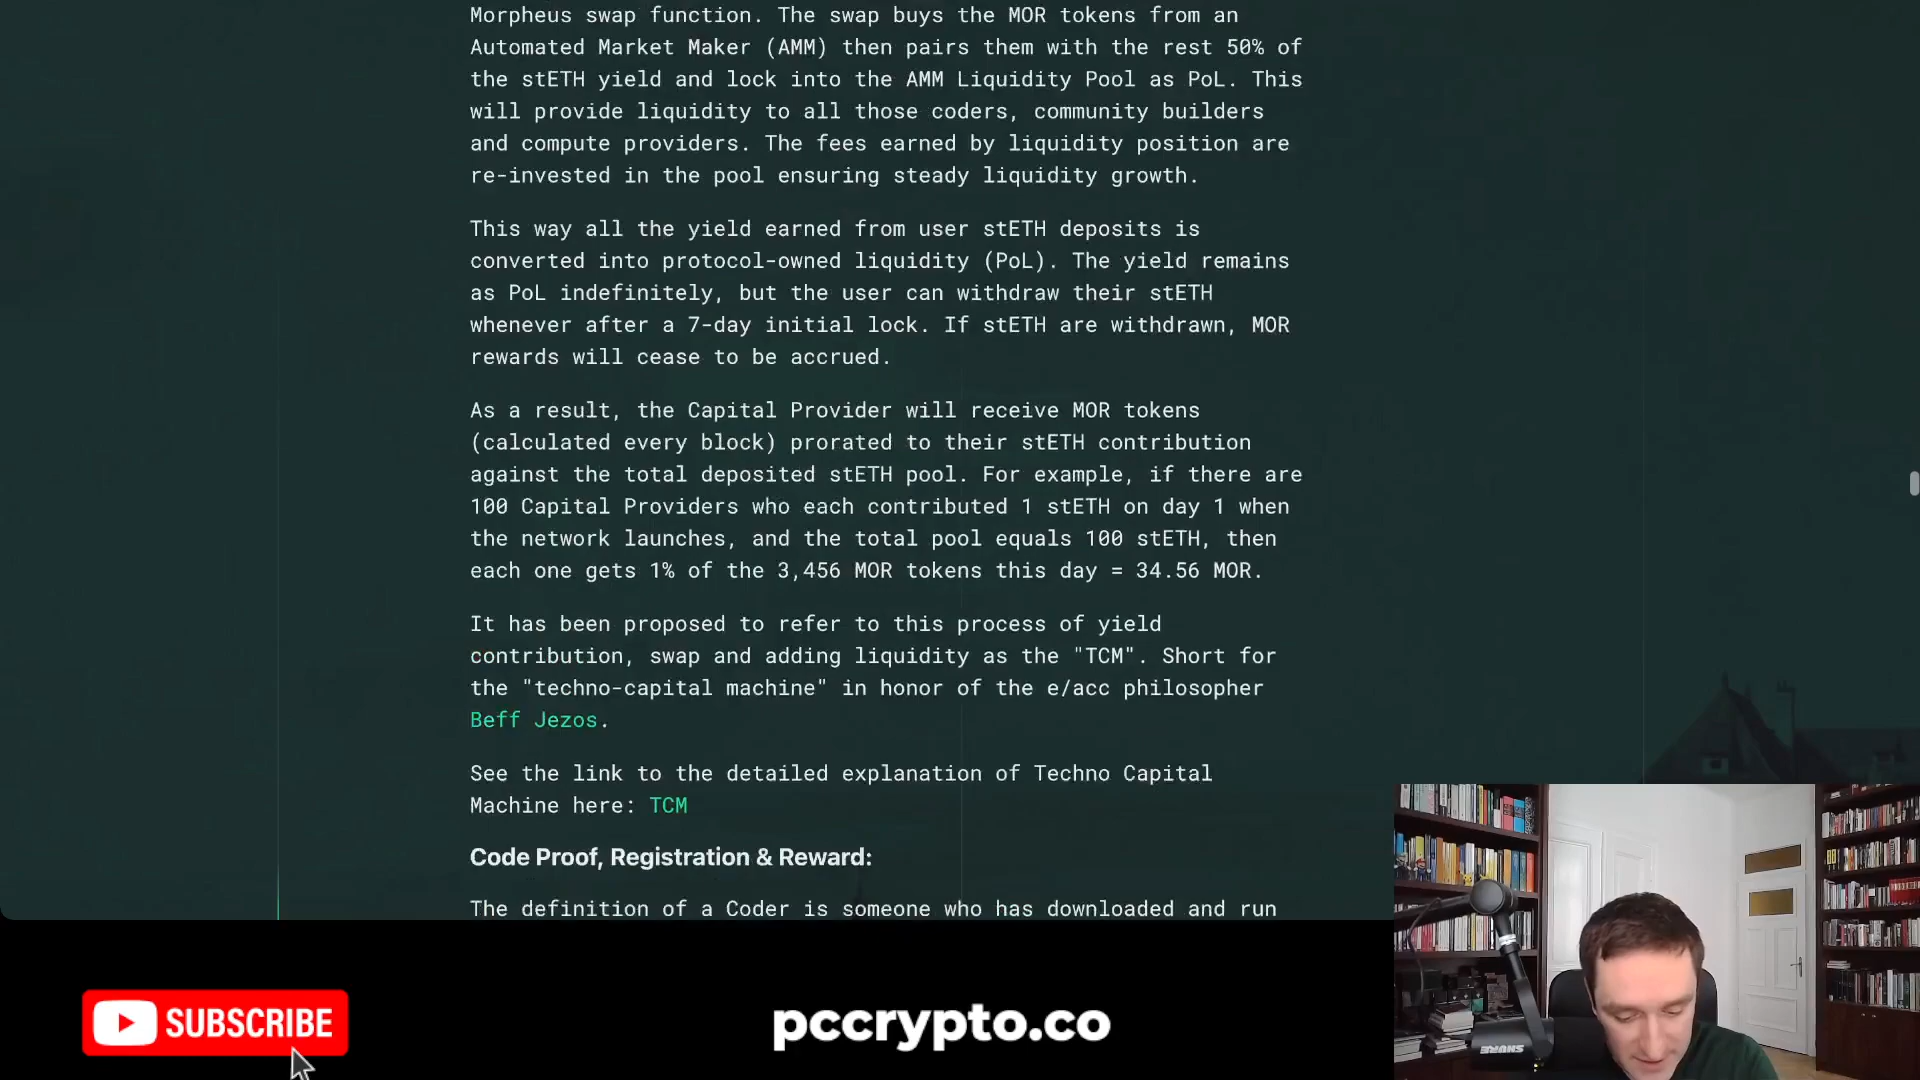 Morpheus swap function. The swap buys the MOR tokens from an
Automated Market Maker (AMM) then pairs them with the rest 50% of
the stETH yield and lock into the AMM Liquidity Pool as PoL. This
will provide liquidity to all those coders, community builders
and compute providers. The fees earned by liquidity position are
re-invested in the pool ensuring steady liquidity growth.
This way all the yield earned from user stETH deposits is
converted into protocol-owned liquidity (PoL). The yield remains
as PoL indefinitely, but the user can withdraw their stETH
whenever after a 7-day initial lock. If stETH are withdrawn, MOR
rewards will cease to be accrued.
As a result, the Capital Provider will receive MOR tokens
(calculated every block) prorated to their stETH contribution
against the total deposited stETH pool. For example, if there are
100 Capital Providers who each contributed 1 stETH on day 1 when
the network launches, and the total pool equals 100 stETH, then
each one gets 1% of the 3,456 MOR tokens this day = 34.56 MOR.
It has been proposed to refer to this process of yield
contribution, swap and adding liquidity as the "TCM". Short for
the "techno-capital machine" in honor of the e/acc philosopher
Beff Jezos.
See the link to the detailed explanation of Techno Capital
Machine here: TCM
Code Proof, Registration & Reward:
The definition of a Coder is someone who has downloaded and run
SUBSCRIBE
pccrypto.co
SHURE